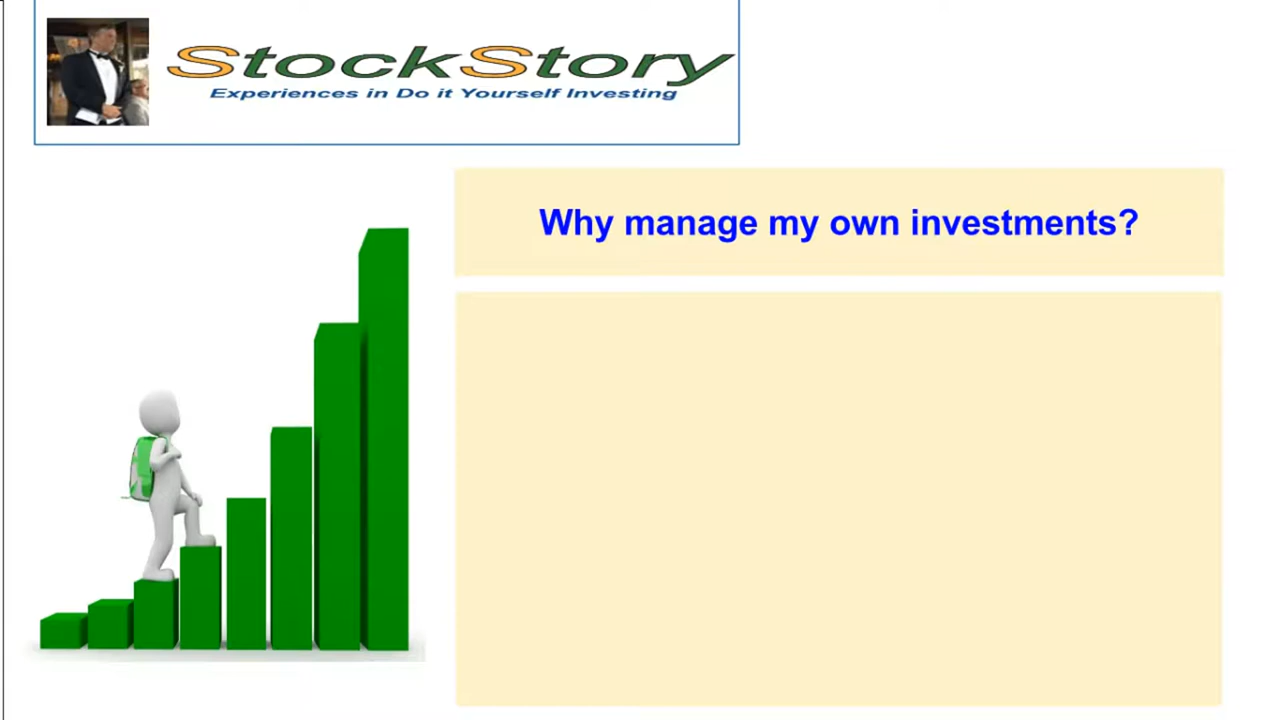 StockStory
Experiences in Do it Yourself Investing
Why manage my own investments?